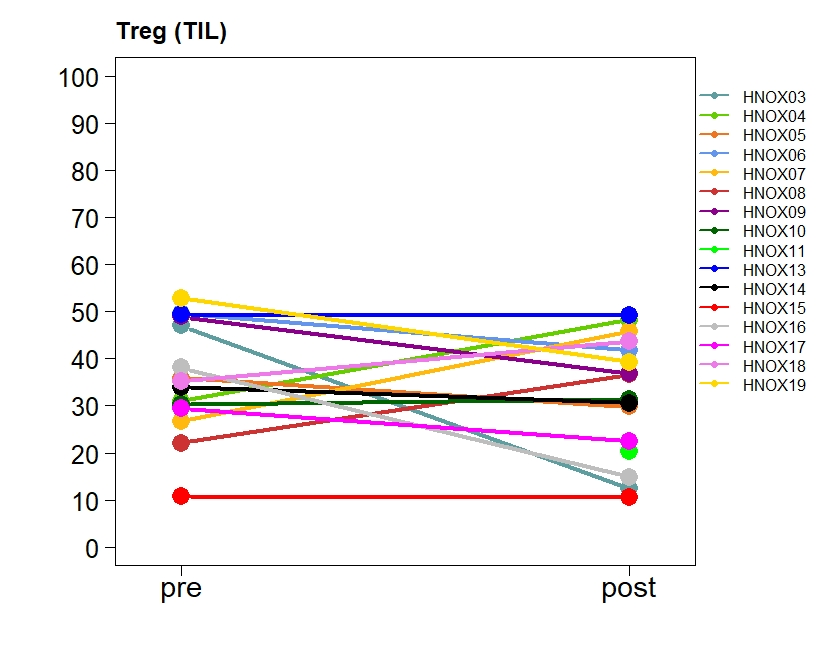 Treg (TIL)
100
90
80
70
60
50
40
30
20
10
0
pre
post
HNOX03
HNOX04
HNOX05
HNOX06
HNOX07
HNOX08
HNOX09
HNOX10
HNOX11
HNOX13
HNOX14
HNOX15
HNOX16
HNOX17
HNOX18
HNOX19